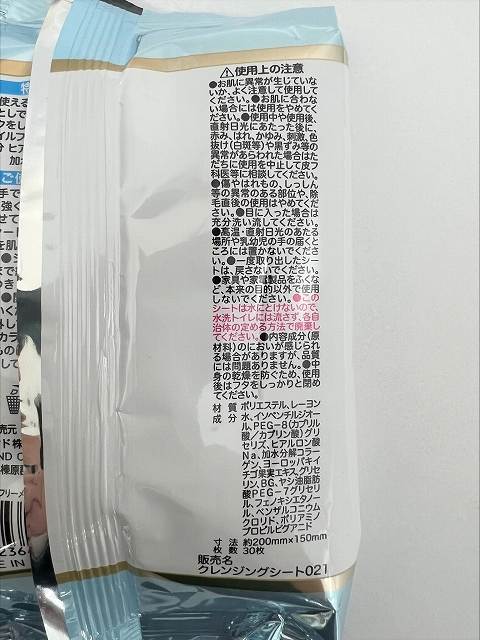 ⚠使用上の注意
●お肌に異常が生じていな
いか、よく注意して使用して
ください。●お肌に合わな
い場合には使用をやめてく
ださい。●使用中や使用後、
直射日光にあたった後に、
赤み、はれ、かゆみ、刺激、色
抜け(白斑等)や黒ずみ等の
異常があらわれた場合はた
だちに使用を中止して皮フ
科医等に相談してください。
●傷やはれもの、しっしん
等の異常のある部位や、除
毛直後の使用はやめてくだ
さい。●目に入った場合は
充分洗い流してください。
●高温・直射日光のあたる
場所や乳幼児の手の届くと
ころには置かないでくださ
い。●一度取り出したシー
トは、戻さないでください。
●家具や家電製品をふくな
ど、本来の目的以外で使用
しないでください。●この
シートは水にとけないので、
水洗トイレには流さず、各自
治体の定める方法で廃棄し
てください。●内容成分(原
材料)のにおいが感じられ
る場合がありますが、品質
には問題ありません。●中
身の乾燥を防ぐため、使用
後はフタをしっかりと閉め
てください。
材質 ポリエステル、レーヨン
成分 水、イソペンチルジオー
ル、PEG-8(カプリル
酸/カプリン酸)グリ
セリズ、ヒアルロン酸
Na、加水分解コラー
ゲン、ヨーロッパキイ
チゴ果実エキス、グリセ
リン、BG、ヤシ油脂肪
酸PEG-7グリセリ
ル、フェノキシエタノー
ル、ベンザルコニウム
クロリド、ポリアミノ
プロピルビグアニド
寸法 約200mm×150mm
枚数 30枚
販売名
クレンジングシート021